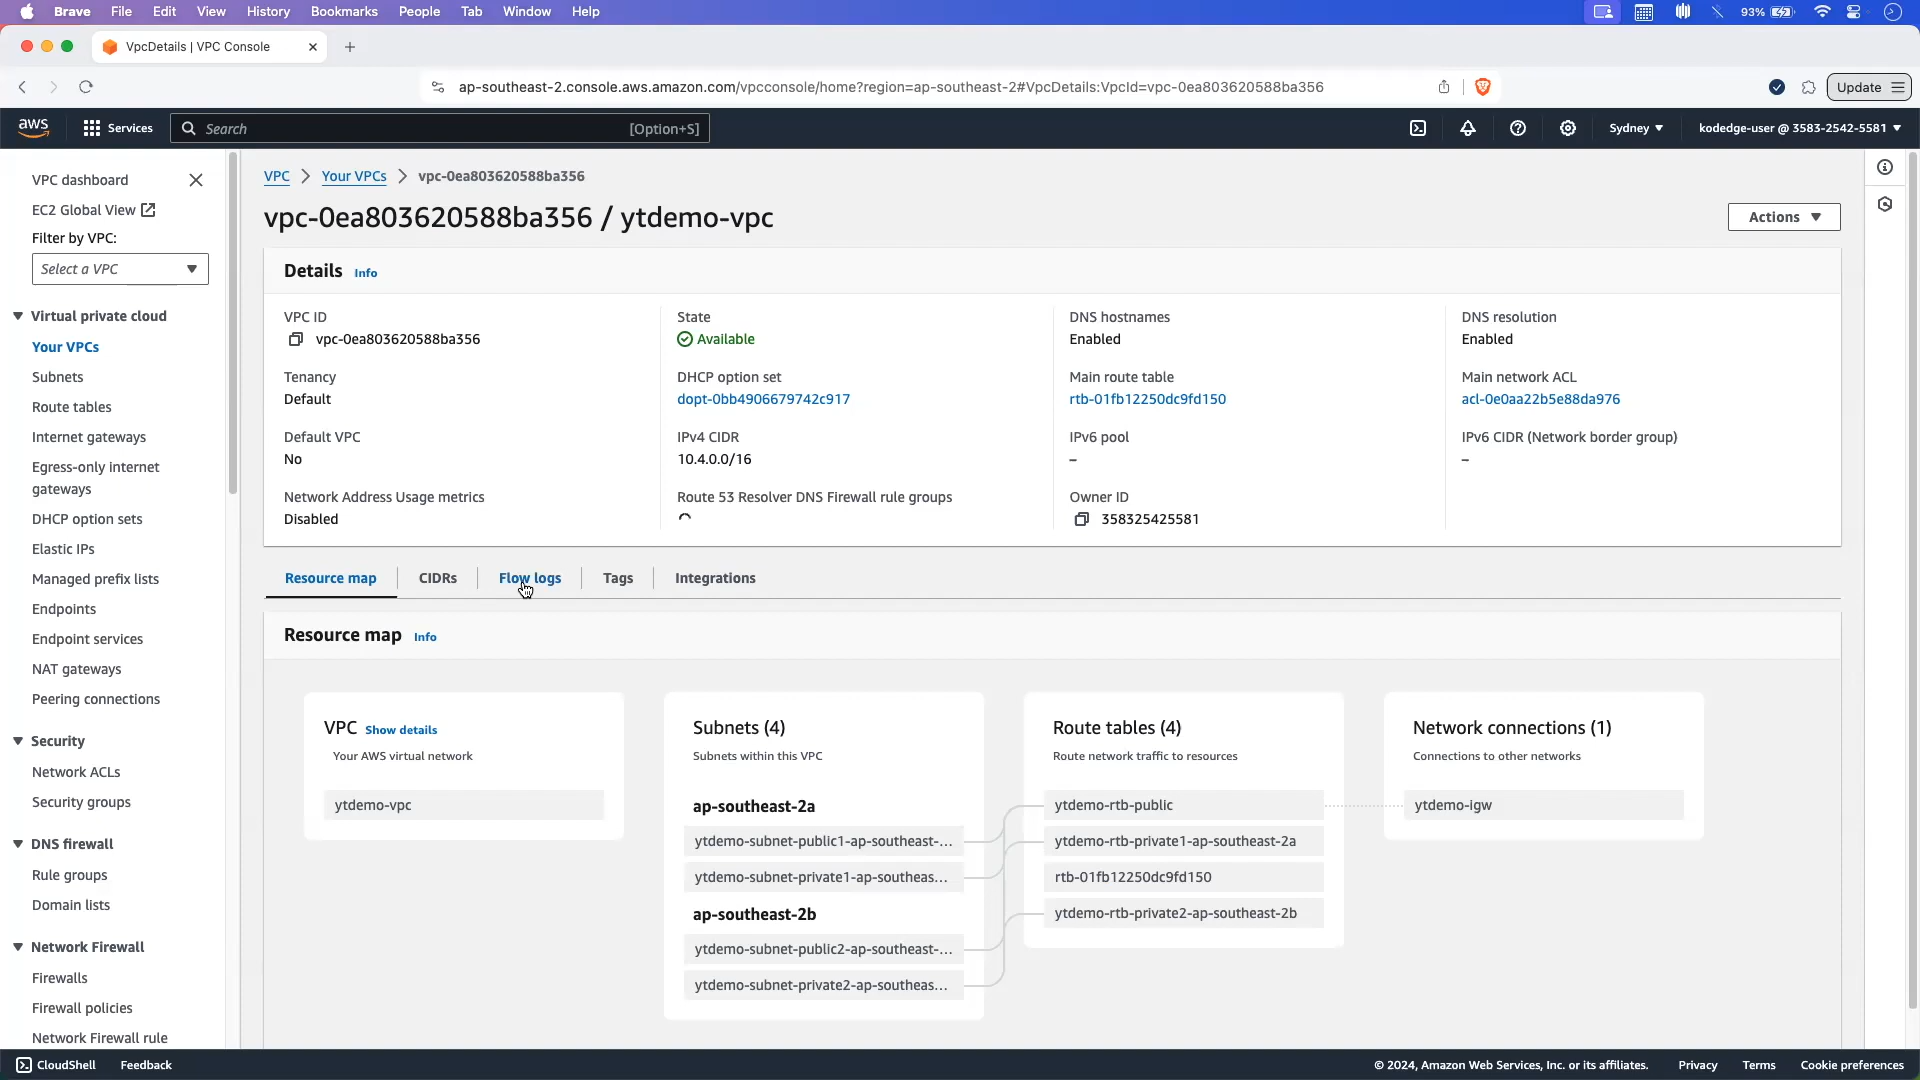 Brave File Edit View History Bookmarks People Tab Window Help
93%
VpcDetails | VPC Console
ap-southeast-2.console.aws.amazon.com/vpcconsole/home?region=ap-southeast-2#VpcDetails:VpcId=vpc-0ea803620588ba356
Update
aws
Services
Search
[Option+S]
Sydney
kodedge-user @ 3583-2542-5581
VPC dashboard
EC2 Global View
Filter by VPC:
Select a VPC
Virtual private cloud
Your VPCs
Subnets
Route tables
Internet gateways
Egress-only internet
gateways
DHCP option sets
Elastic IPs
Managed prefix lists
Endpoints
Endpoint services
NAT gateways
Peering connections
Security
Network ACLs
Security groups
DNS firewall
Rule groups
Domain lists
Network Firewall
Firewalls
Firewall policies
Network Firewall rule
VPC > Your VPCs > vpc-0ea803620588ba356
vpc-0ea803620588ba356 / ytdemo-vpc
Actions
Details Info
VPC ID
vpc-0ea803620588ba356
State
Available
DNS hostnames
Enabled
DNS resolution
Enabled
Tenancy
Default
DHCP option set
dopt-0bb4906679742c917
Main route table
rtb-01fb12250dc9fd150
Main network ACL
acl-0e0aa22b5e88da976
Default VPC
No
IPv4 CIDR
10.4.0.0/16
IPv6 pool
–
IPv6 CIDR (Network border group)
–
Network Address Usage metrics
Disabled
Route 53 Resolver DNS Firewall rule groups
Owner ID
358325425581
Resource map
CIDRs
Flow logs
Tags
Integrations
Resource map Info
VPC Show details
Your AWS virtual network
ytdemo-vpc
Subnets (4)
Subnets within this VPC
ap-southeast-2a
ytdemo-subnet-public1-ap-southeast-...
ytdemo-subnet-private1-ap-southeas...
ap-southeast-2b
ytdemo-subnet-public2-ap-southeast-...
ytdemo-subnet-private2-ap-southeas...
Route tables (4)
Route network traffic to resources
ytdemo-rtb-public
ytdemo-rtb-private1-ap-southeast-2a
rtb-01fb12250dc9fd150
ytdemo-rtb-private2-ap-southeast-2b
Network connections (1)
Connections to other networks
ytdemo-igw
CloudShell
Feedback
© 2024, Amazon Web Services, Inc. or its affiliates.
Privacy
Terms
Cookie preferences